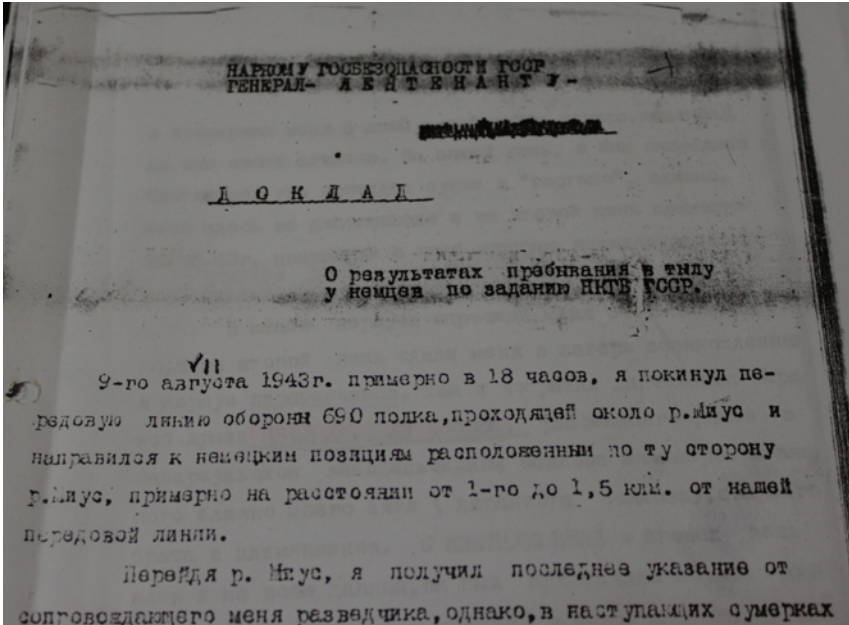 НАРКОМУ ГОСБЕЗОПАСНОСТИ ГССР
ГЕНЕРАЛ- ЛЕЙТЕНАНТУ-
ДОКЛАД
О результатах пребывания в тылу
у немцев по заданию НКГБ ГССР.
VII
9-го августа 1943г. примерно в 18 часов, я покинул пе-
редовую линию обороны 690 полка,проходящей около р.Миус и
направился к немецким позициям расположенным по ту сторону
р.Миус, примерно на расстоянии от 1-го до 1,5 клм. от нашей
передовой линии.
Перейдя р. Миус, я получил последнее указание от
сопровождающего меня разведчика,однако,в наступающих сумерках